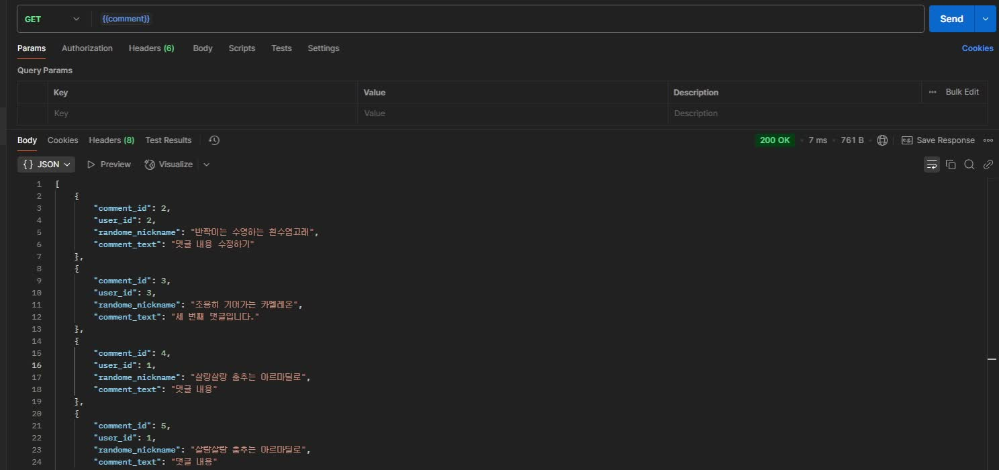 GET {{comment}} Send
Params Authorization Headers (6) Body Scripts Tests Settings Cookies
Query Params
Key Value Description Bulk Edit
Key Value Description
Body Cookies Headers (8) Test Results 200 OK 7 ms 761 B Save Response
{} JSON Preview Visualize
1 [
2 {
3 "comment_id": 2,
4 "user_id": 2,
5 "randome_nickname": "반짝이는 수영하는 흰수염고래",
6 "comment_text": "댓글 내용 수정하기"
7 },
8 {
9 "comment_id": 3,
10 "user_id": 3,
11 "randome_nickname": "조용히 기어가는 카멜레온",
12 "comment_text": "세 번째 댓글입니다."
13 },
14 {
15 "comment_id": 4,
16 "user_id": 1,
17 "randome_nickname": "살랑살랑 춤추는 아르마딜로",
18 "comment_text": "댓글 내용"
19 },
20 {
21 "comment_id": 5,
22 "user_id": 1,
23 "randome_nickname": "살랑살랑 춤추는 아르마딜로",
24 "comment_text": "댓글 내용"